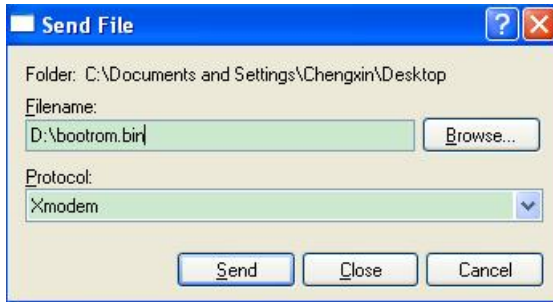 Send File
Folder: C:\Documents and Settings\Chengxin\Desktop
Filename:
D:\bootrom.bin
Browse...
Protocol:
Xmodem
Send Close Cancel